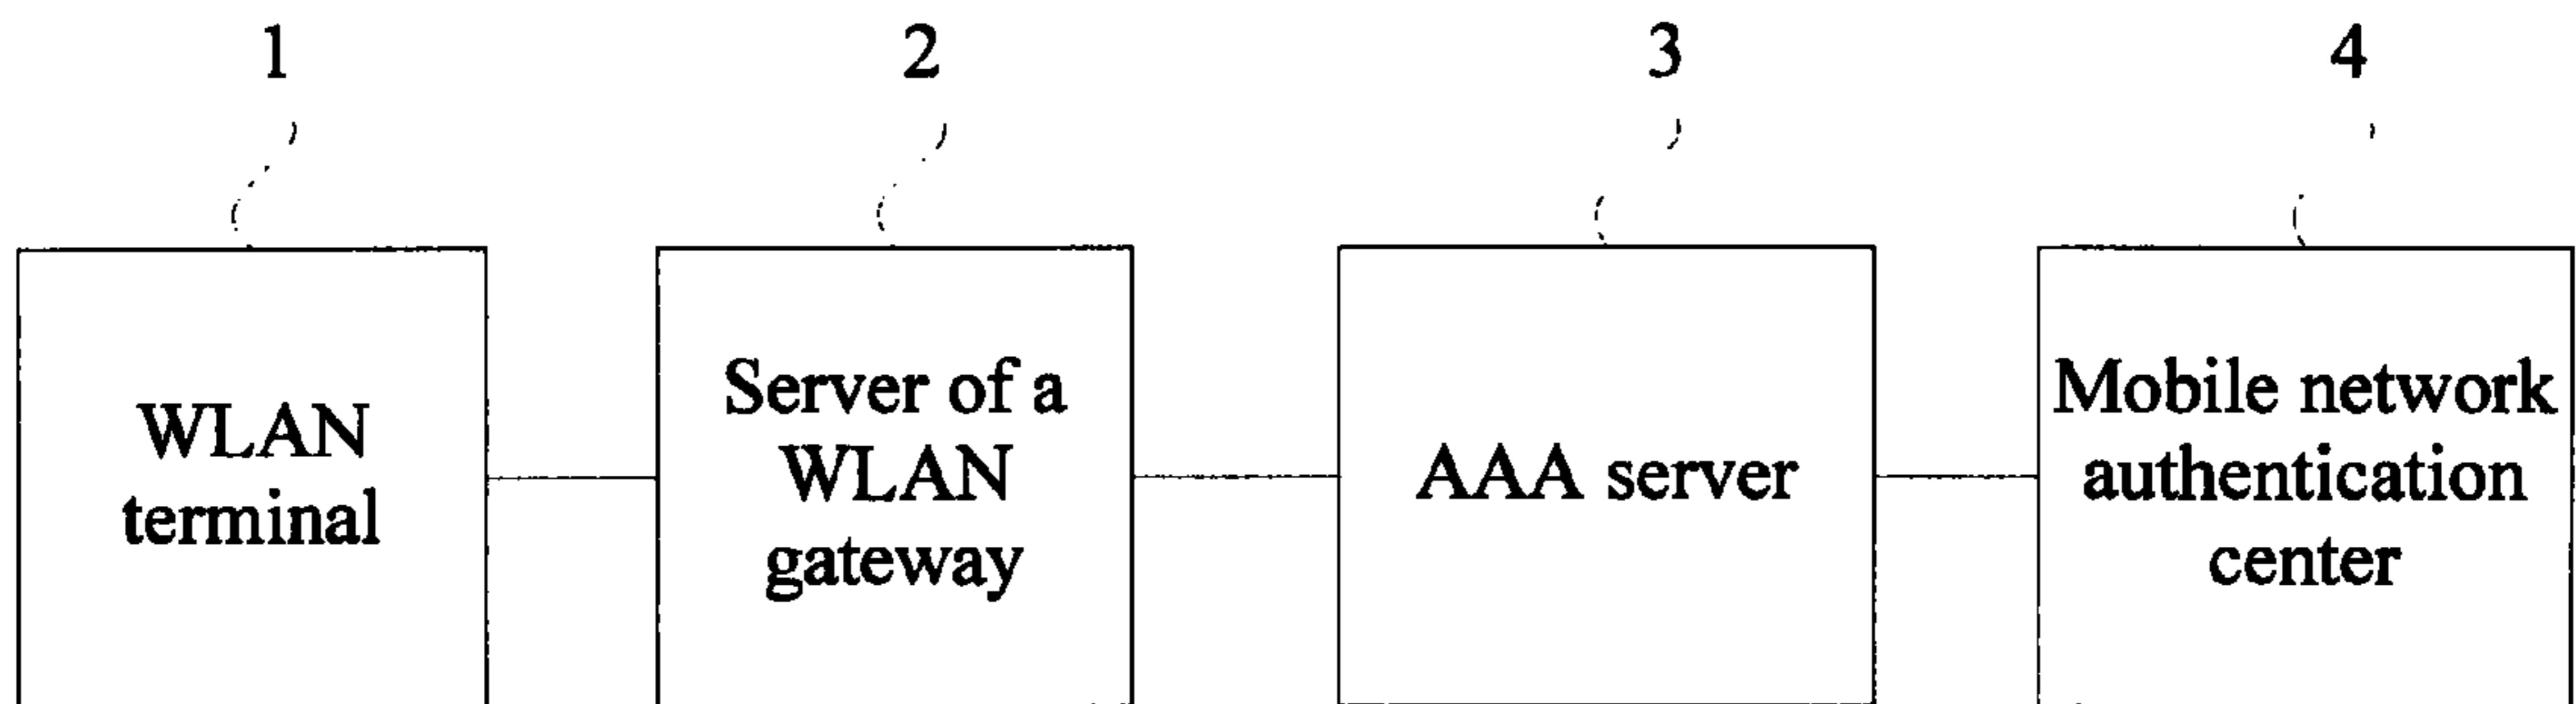 1
2
3
4
WLAN
terminal
Server of a
WLAN
gateway
AAA server
Mobile network
authentication
center